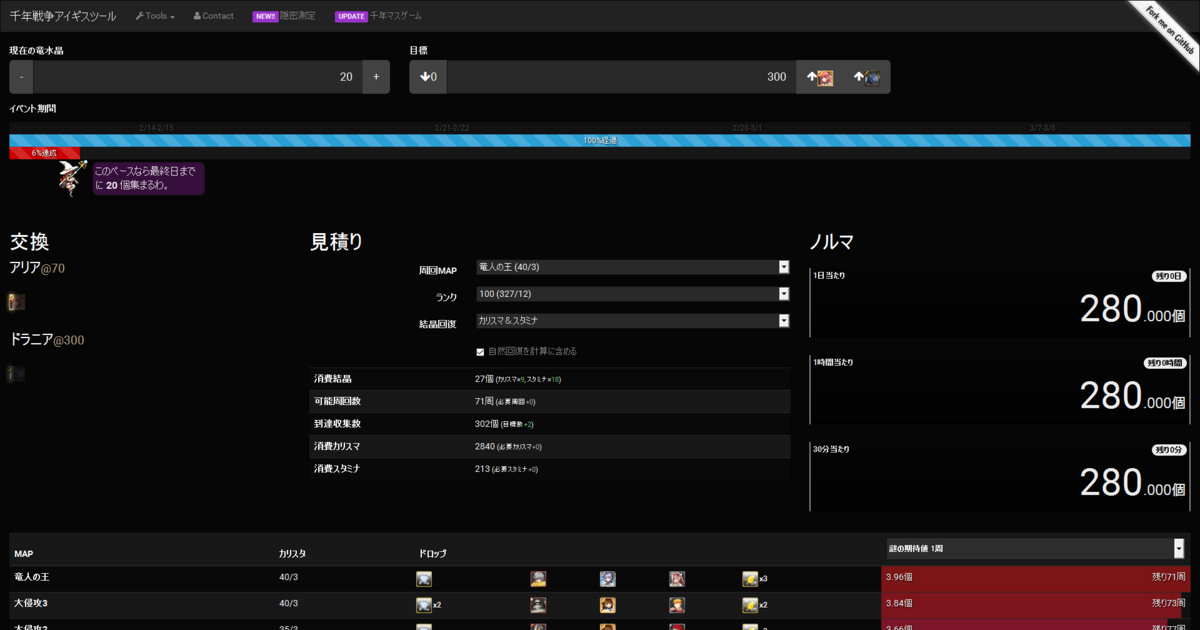 千年戦争アイギスツール Tools Contact NEW!! 隠密測定 UPDATE 千年マスゲーム
Fork me on GitHub
現在の竜水晶 目標
- 20 + 0 300
イベント期間
2/14-2/15 2/21-2/22 2/28-3/1 3/7-3/8
100%経過
6%達成
このペースなら最終日まで
に 20 個集まるわ。
交換
アリア@70
ドラニア@300
見積り
周回MAP 竜人の王 (40/3)
ランク 100 (327/12)
結晶回復 カリスマ＆スタミナ
自然回復を計算に含める
消費結晶 27個 (カリスマ×9,スタミナ×18)
可能周回数 71周 (必要周回+0)
到達収集数 302個 (目標数+2)
消費カリスマ 2840 (必要カリスマ+0)
消費スタミナ 213 (必要スタミナ+0)
ノルマ
1日当たり 残り0日
280.000個
1時間当たり 残り0時間
280.000個
30分当たり 残り0分
280.000個
MAP カリスタ ドロップ 謎の期待値 1周
竜人の王 40/3 x3 3.96個 残り71周
大侵攻3 40/3 x2 x2 3.84個 残り73周
大侵攻2 35/3 3.66個 残り77周